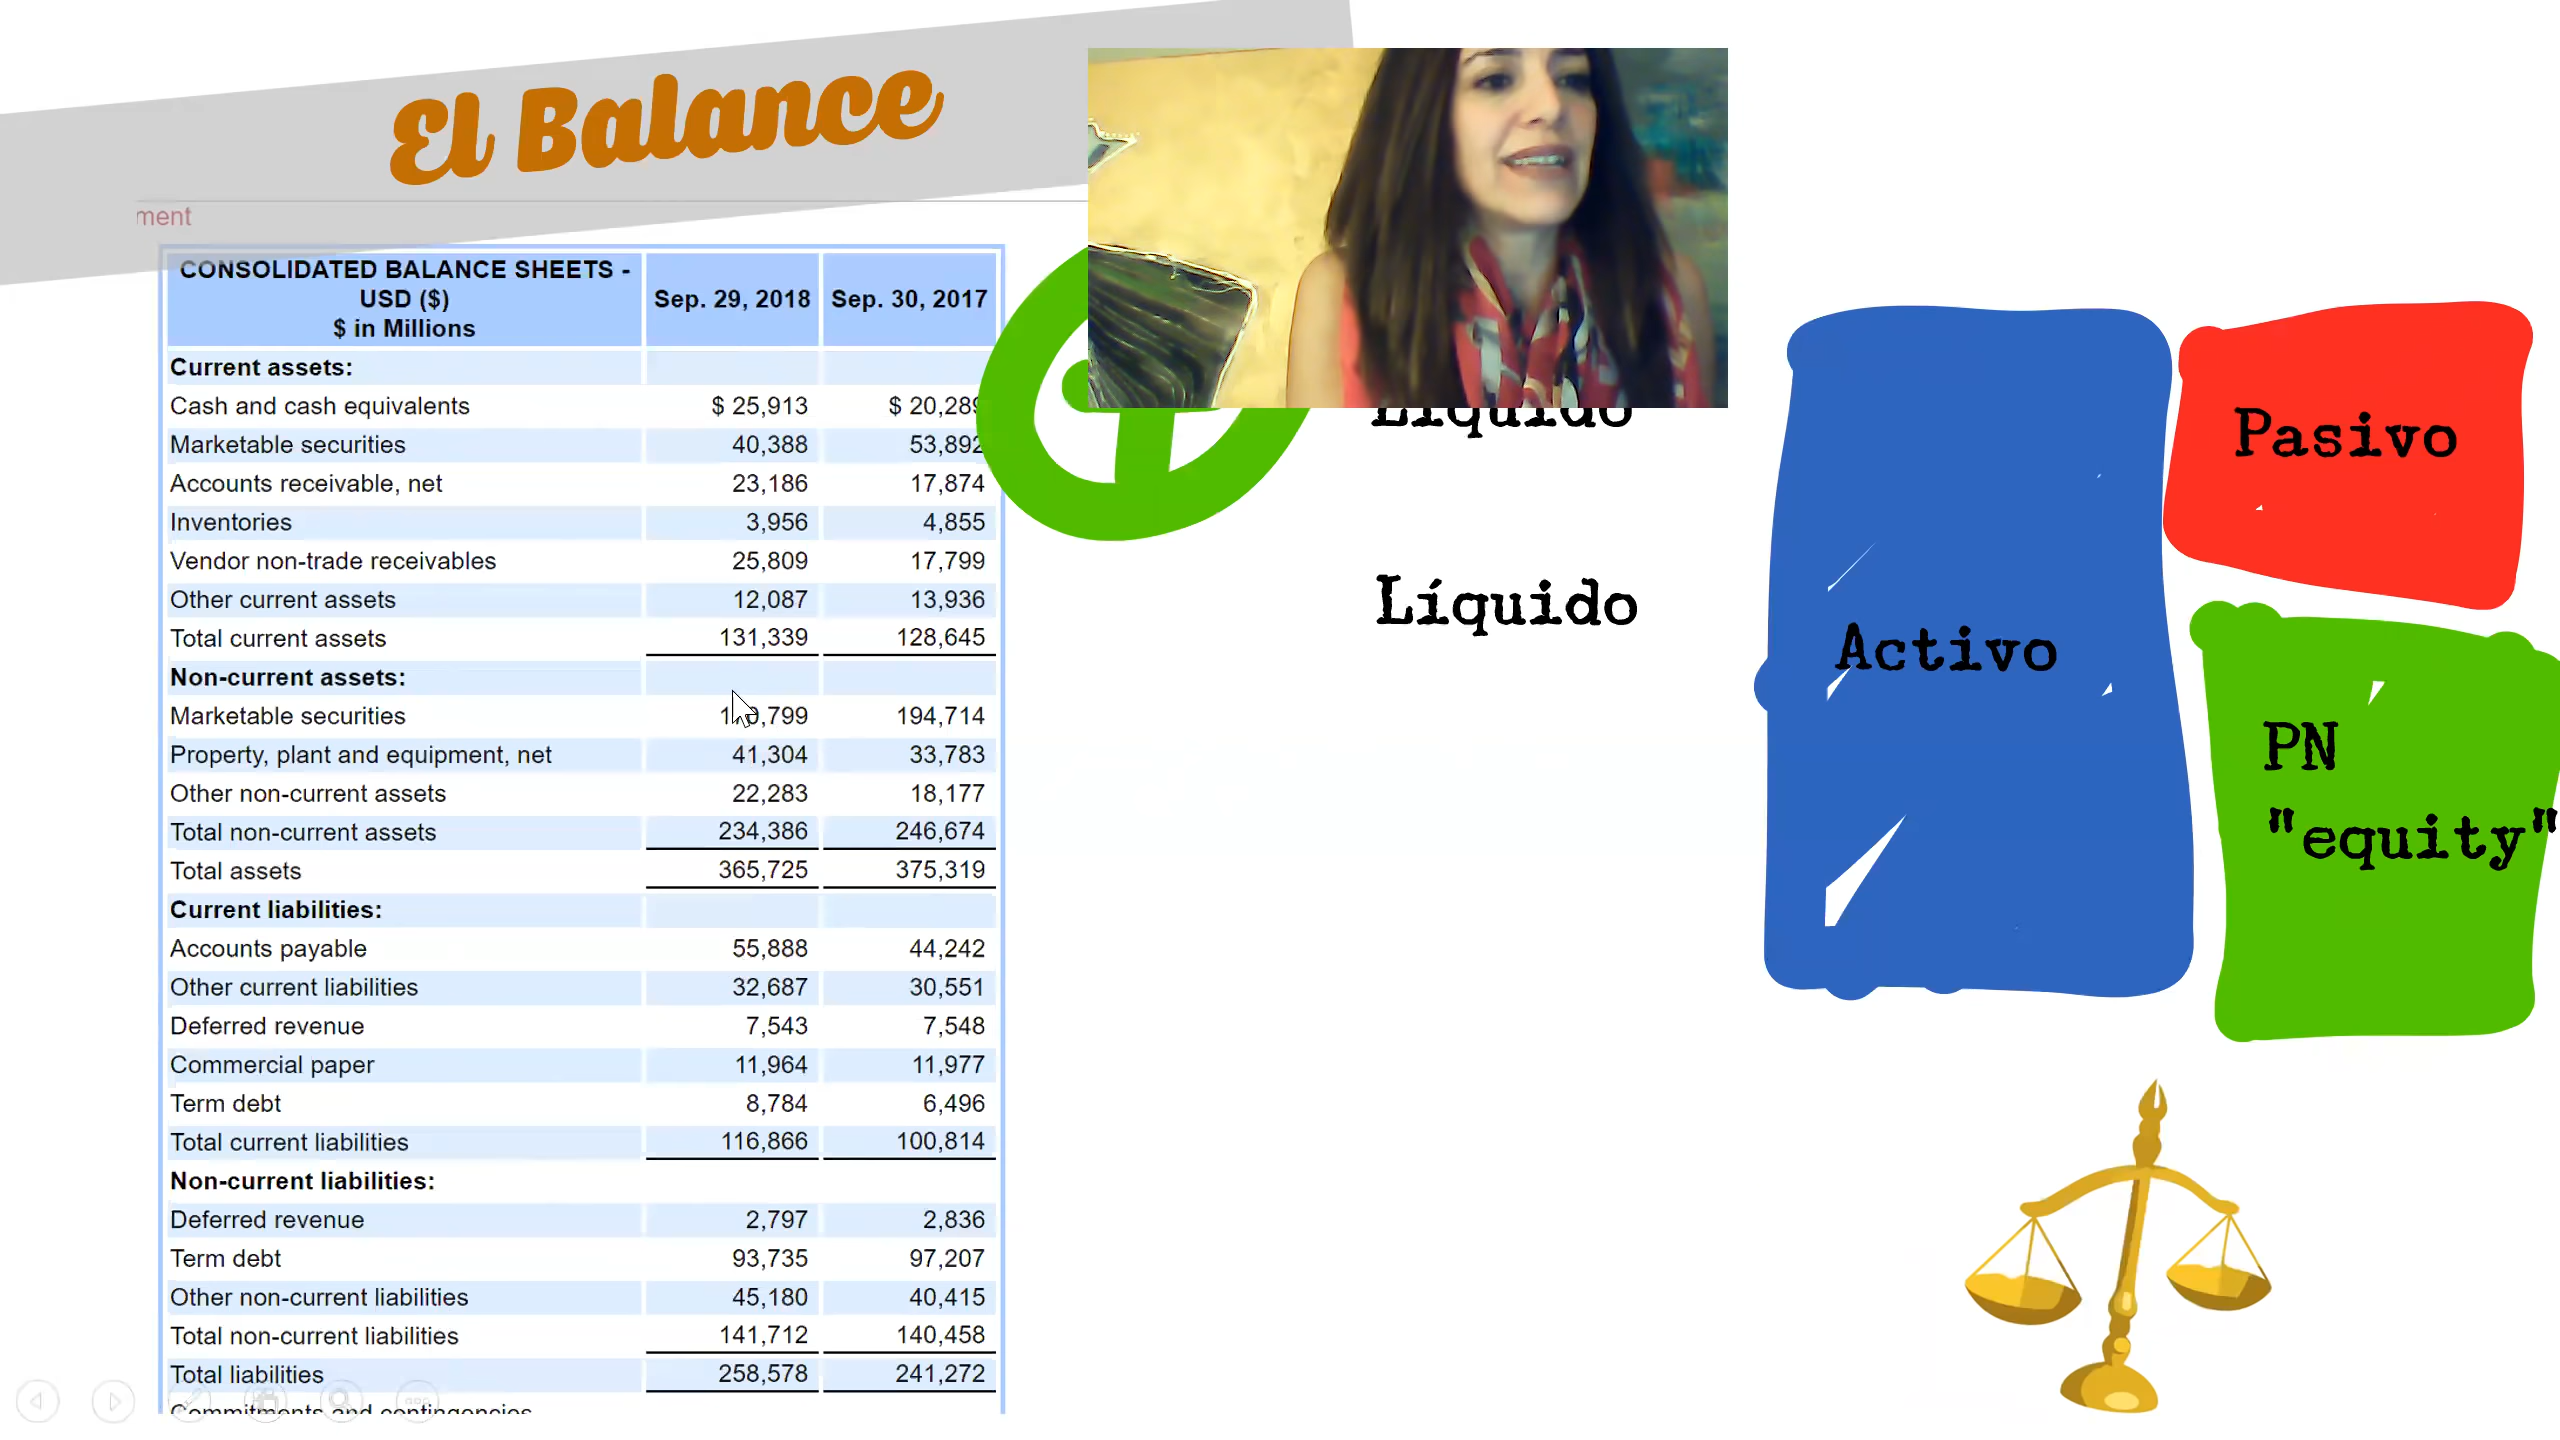 El Balance
ment
CONSOLIDATED BALANCE SHEETS -
USD ($)
$ in Millions
Sep. 29, 2018 Sep. 30, 2017
Current assets:
Cash and cash equivalents $ 25,913 $ 20,289
Marketable securities 40,388 53,892
Accounts receivable, net 23,186 17,874
Inventories 3,956 4,855
Vendor non-trade receivables 25,809 17,799
Other current assets 12,087 13,936
Total current assets 131,339 128,645
Non-current assets:
Marketable securities 194,714
Property, plant and equipment, net 41,304 33,783
Other non-current assets 22,283 18,177
Total non-current assets 234,386 246,674
Total assets 365,725 375,319
Current liabilities:
Accounts payable 55,888 44,242
Other current liabilities 32,687 30,551
Deferred revenue 7,543 7,548
Commercial paper 11,964 11,977
Term debt 8,784 6,496
Total current liabilities 116,866 100,814
Non-current liabilities:
Deferred revenue 2,797 2,836
Term debt 93,735 97,207
Other non-current liabilities 45,180 40,415
Total non-current liabilities 141,712 140,458
Total liabilities 258,578 241,272
Commitments and contingencies
Líquido
Líquido
Activo
Pasivo
PN
"equity"